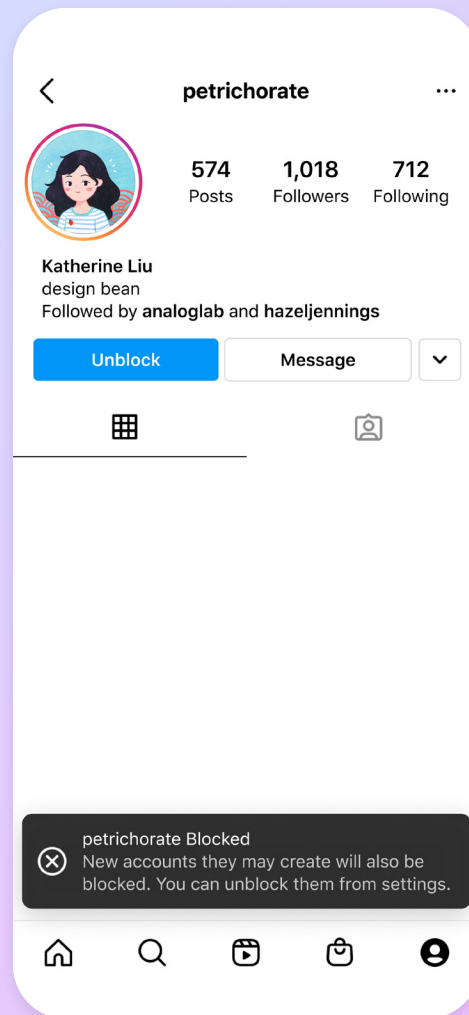 petrichorate
574 1,018 712
Posts Followers Following
Katherine Liu
design bean
Followed by analoglab and hazeljennings
Unblock Message
petrichorate Blocked
New accounts they may create will also be
blocked. You can unblock them from settings.